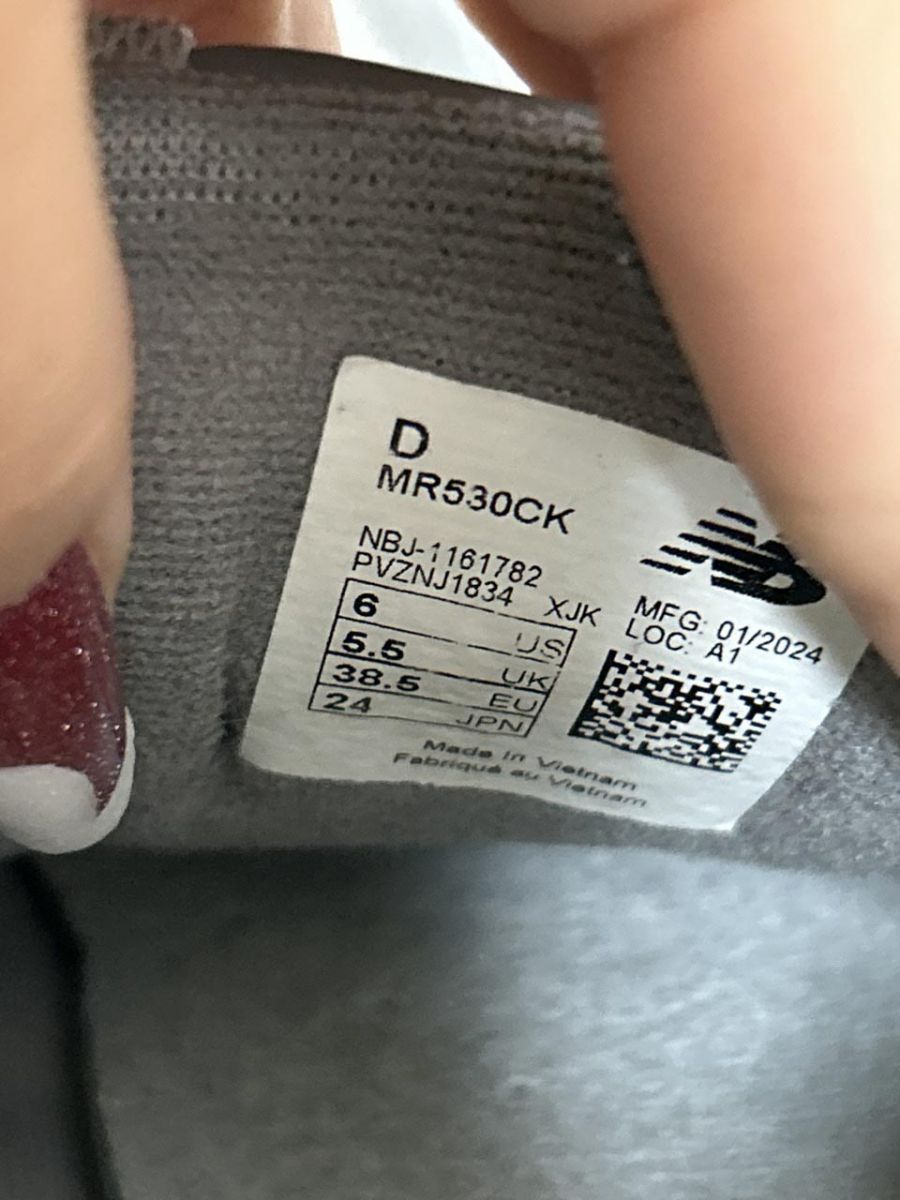 D
MR530CK
NBJ-1161782
PVZNJ1834 XJK
6 US
5.5 UK
38.5 EU
24 JPN
NB
MFG: 01/2024
LOC: A1
Made In Vietnam
Fabriqué au Vietnam